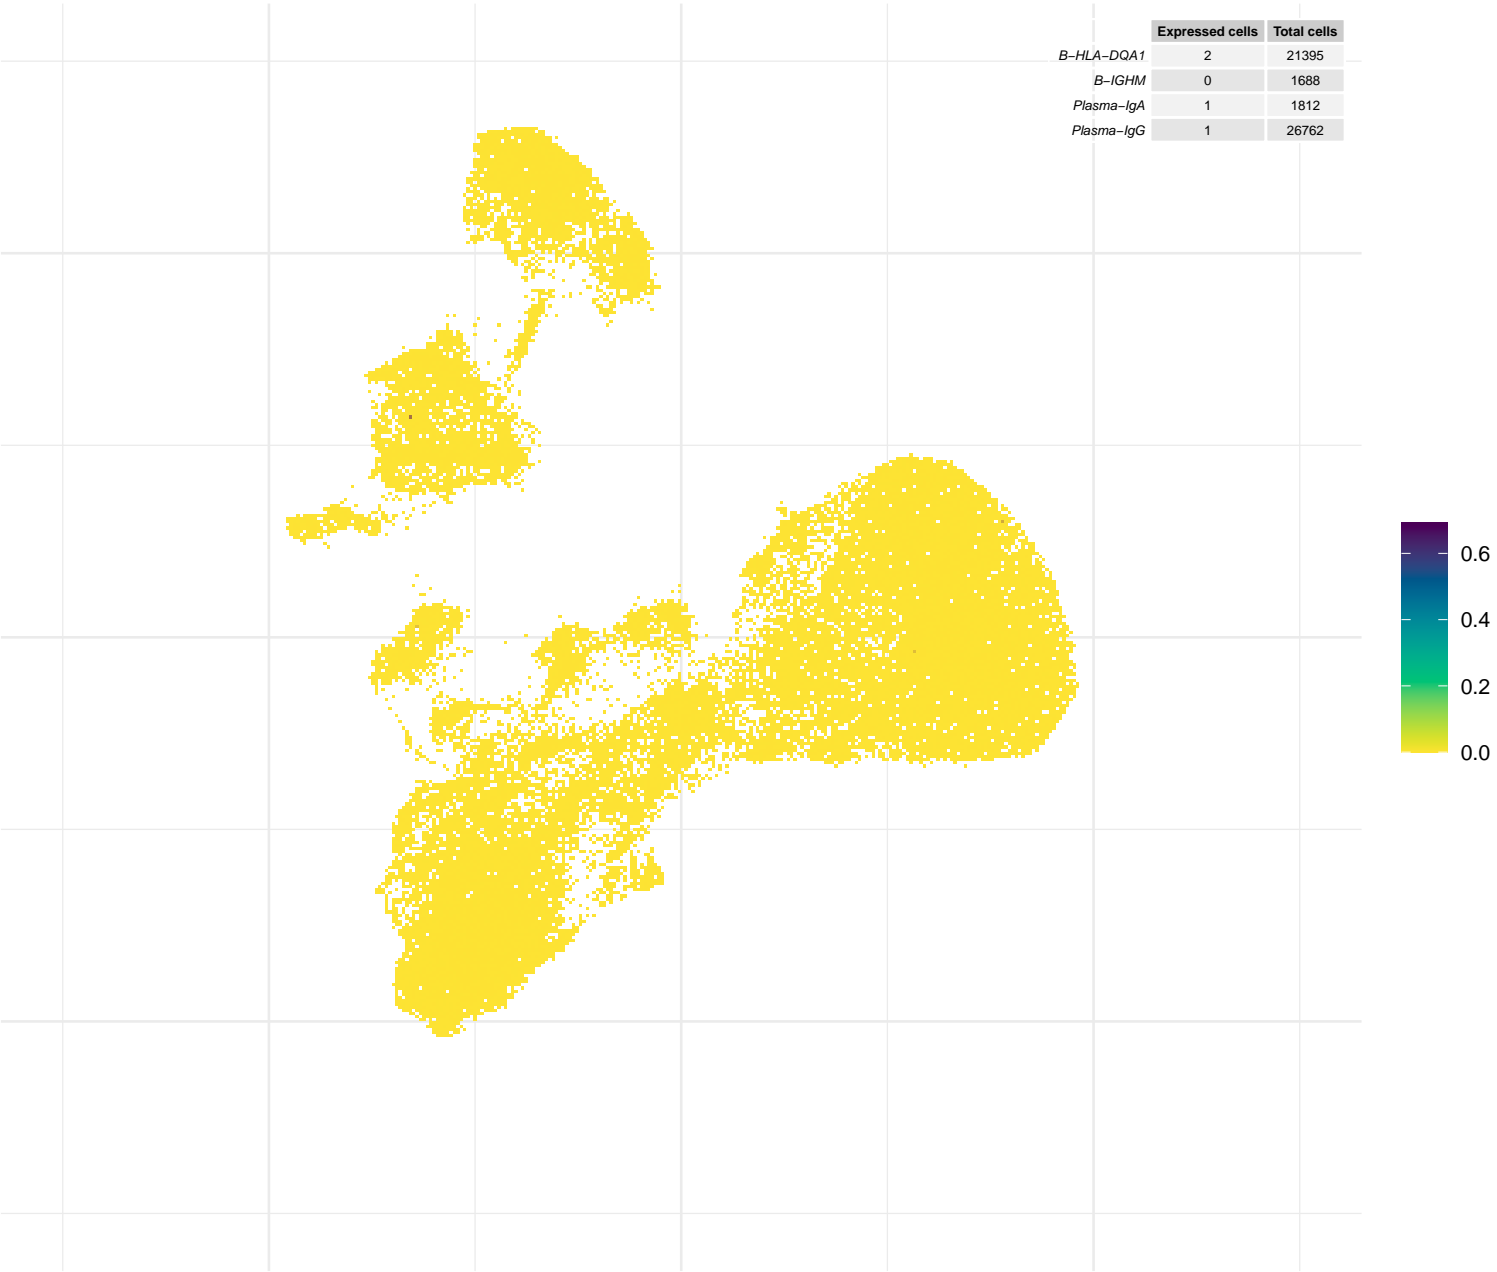 Expressed cells Total cells
B−HLA−DQA1 2 21395
B−IGHM 0 1688
Plasma−IgA 1 1812
Plasma−IgG 1 26762
0.6
0.4
0.2
0.0